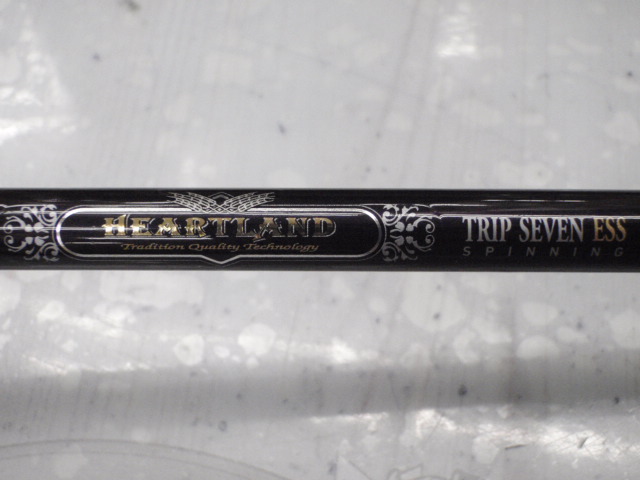 HEARTLAND
Tradition Quality Technology
TRIP SEVEN ESS
SPINNING